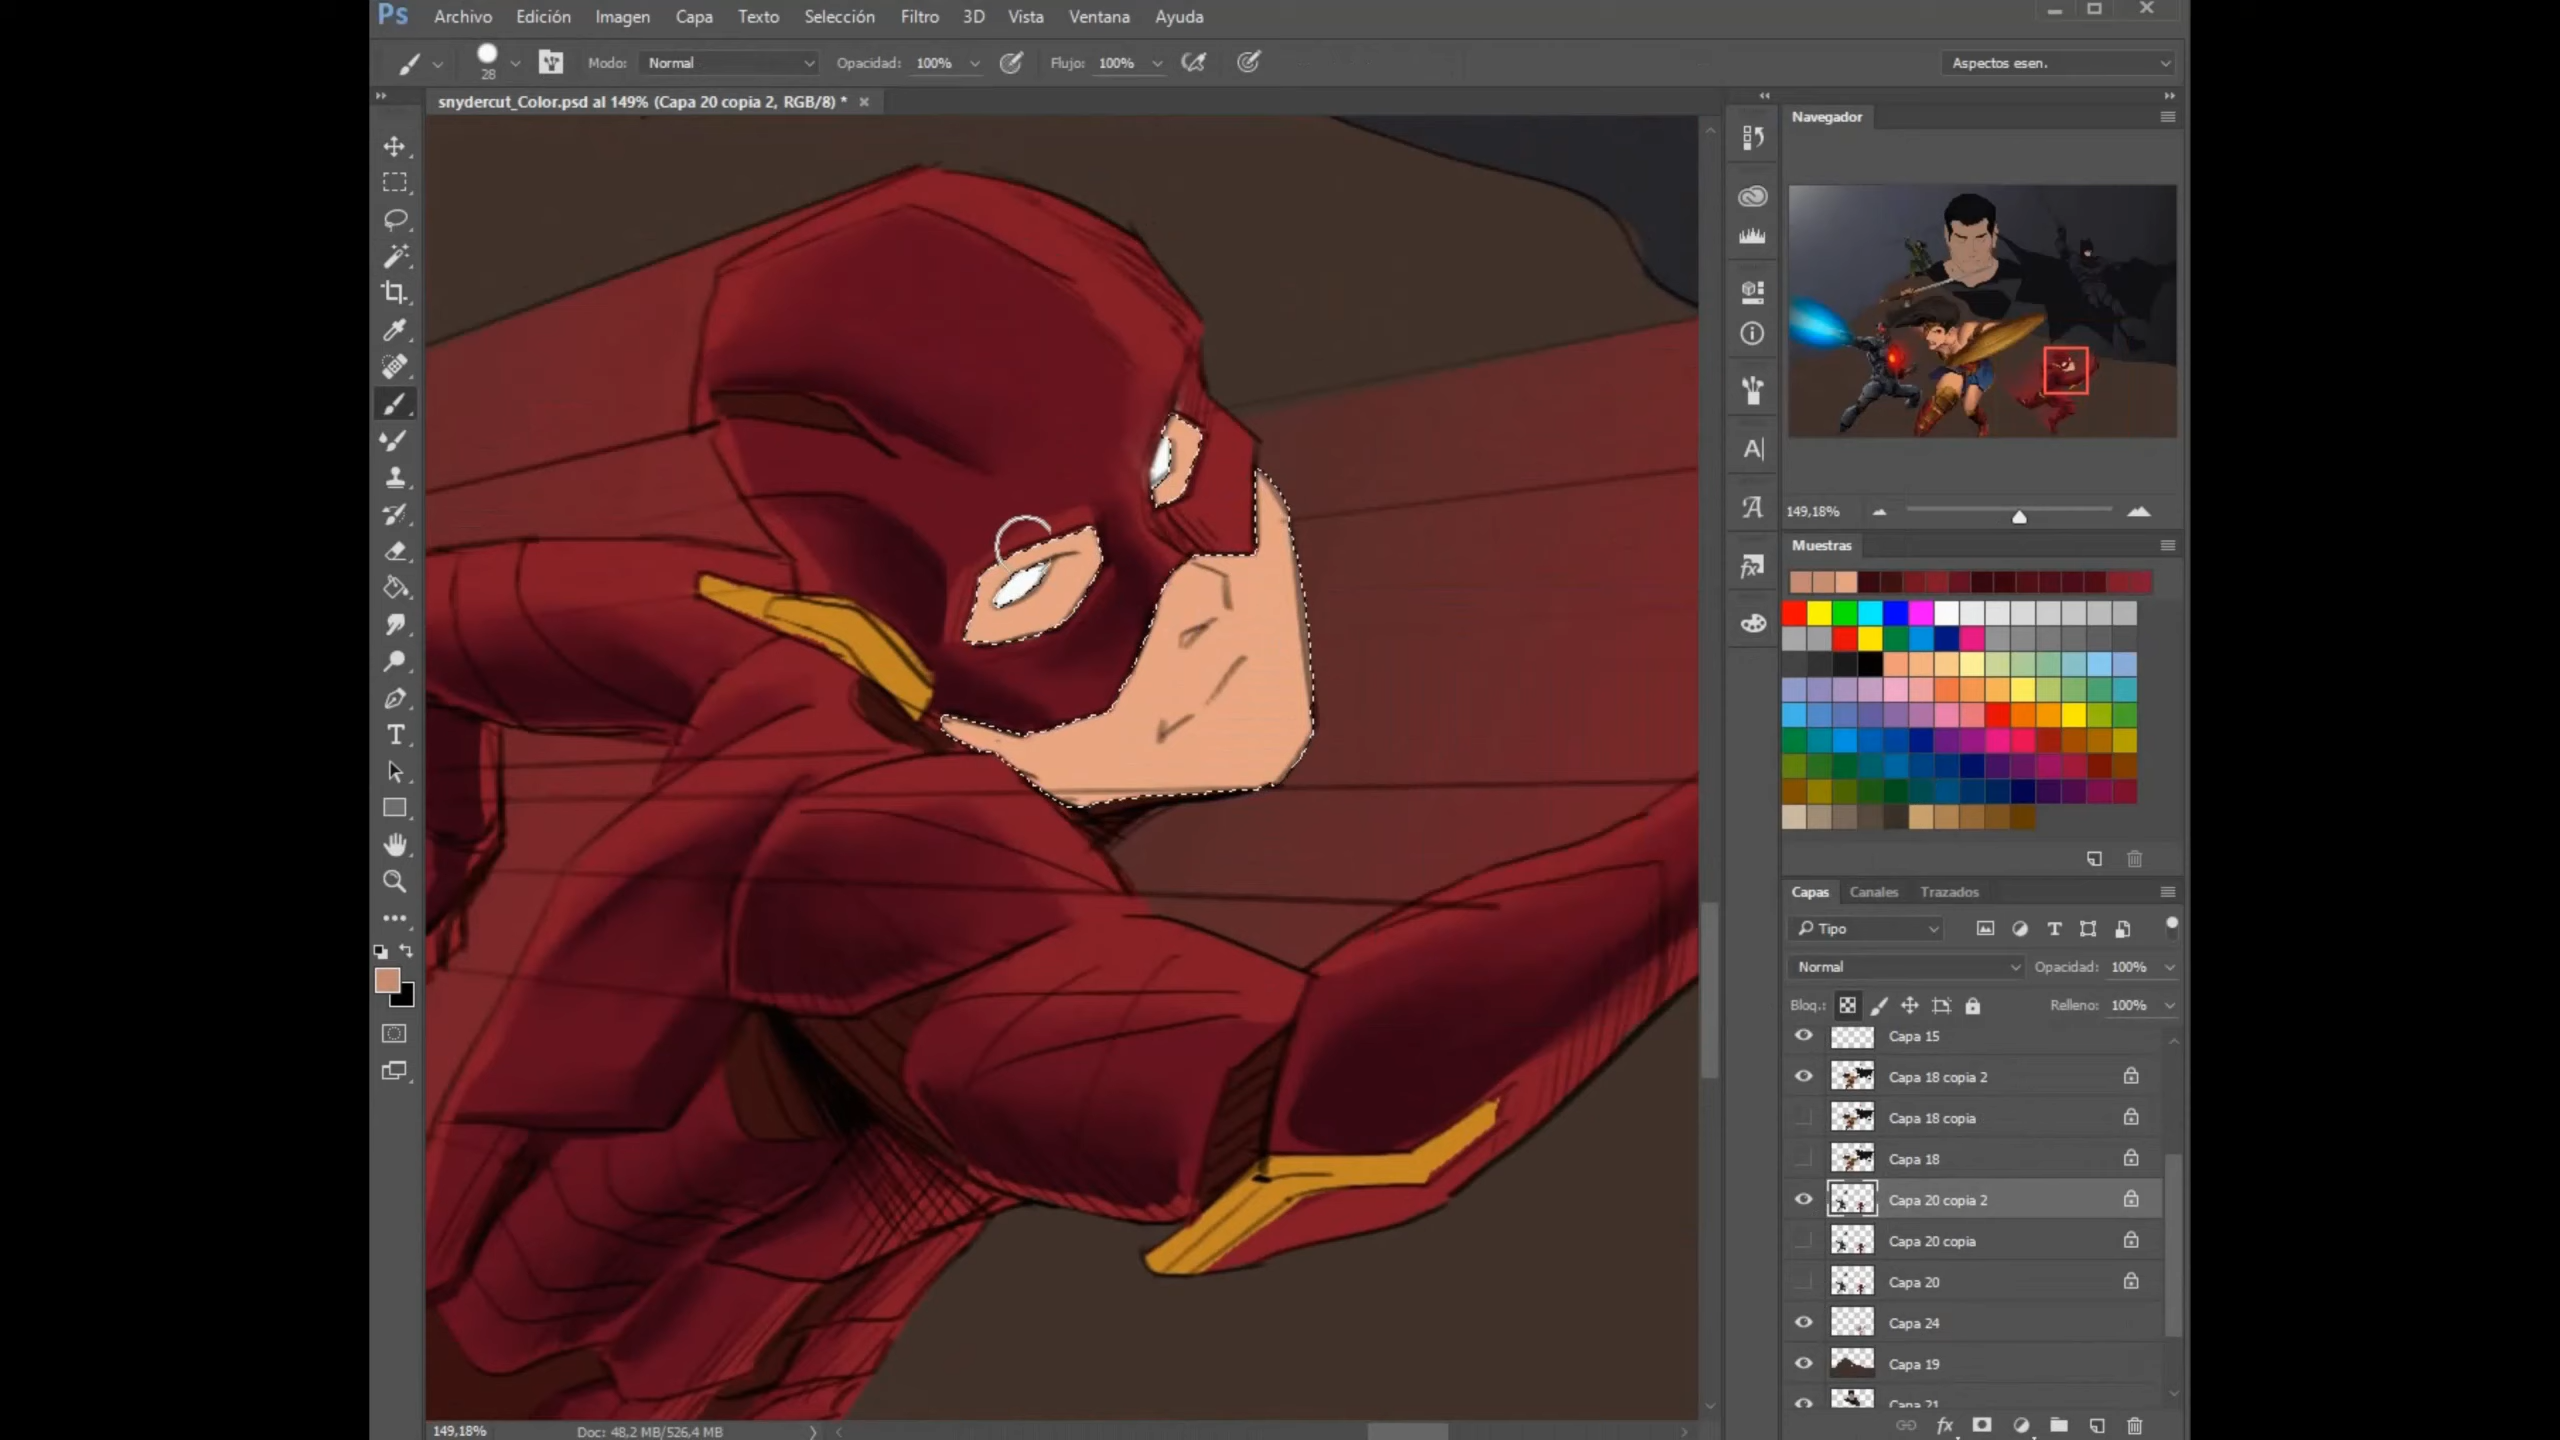 Ps Archivo Edición Imagen Capa Texto Selección Filtro 3D Vista Ventana Ayuda
28 Modo: Normal Opacidad: 100% Flujo: 100% Aspectos esen.
snydercut_Color.psd al 149% (Capa 20 copia 2, RGB/8) *
Navegador
149,18%
Muestras
Capas Canales Trazados
Tipo
Normal Opacidad: 100%
Bloq.: Relleno: 100%
Capa 15
Capa 18 copia 2
Capa 18 copia
Capa 18
Capa 20 copia 2
Capa 20 copia
Capa 20
Capa 24
Capa 19
Capa 21
149,18% Doc: 48,2 MB/526,4 MB